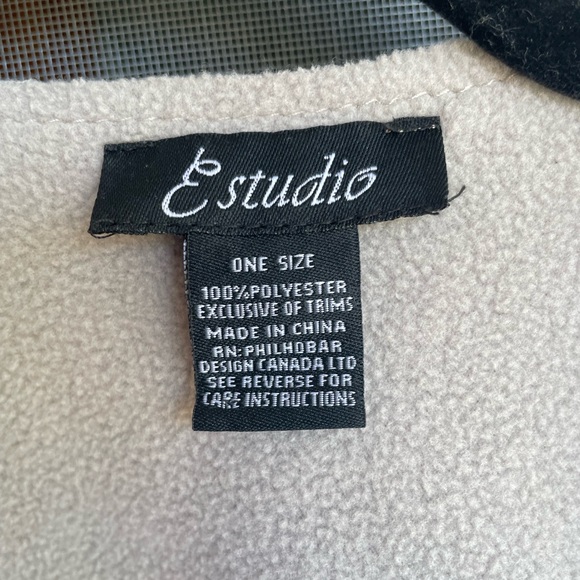 Estudio
ONE SIZE
100%POLYESTER
EXCLUSIVE OF TRIMS
MADE IN CHINA
RN: PHILHOBAR
DESIGN CANADA LTD
SEE REVERSE FOR
CARE INSTRUCTIONS